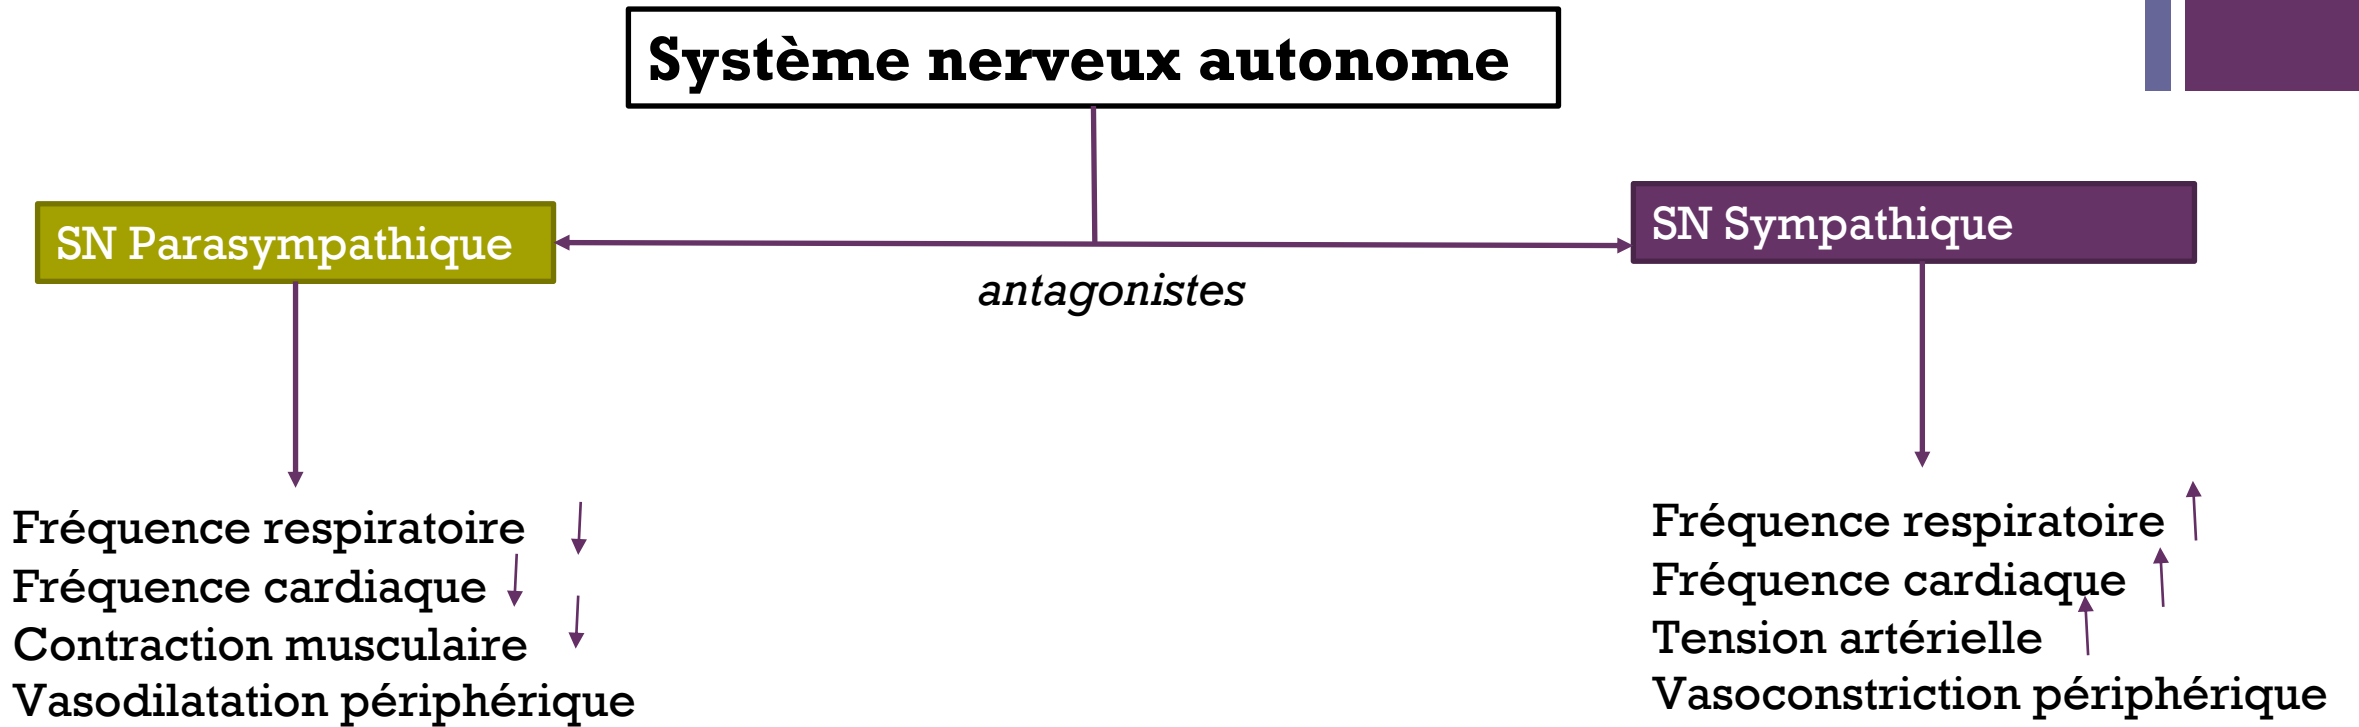 Système nerveux autonome
SN Parasympathique
SN Sympathique
antagonistes
Fréquence respiratoire
Fréquence cardiaque
Contraction musculaire
Vasodilatation périphérique
Fréquence respiratoire
Fréquence cardiaque
Tension artérielle
Vasoconstriction périphérique